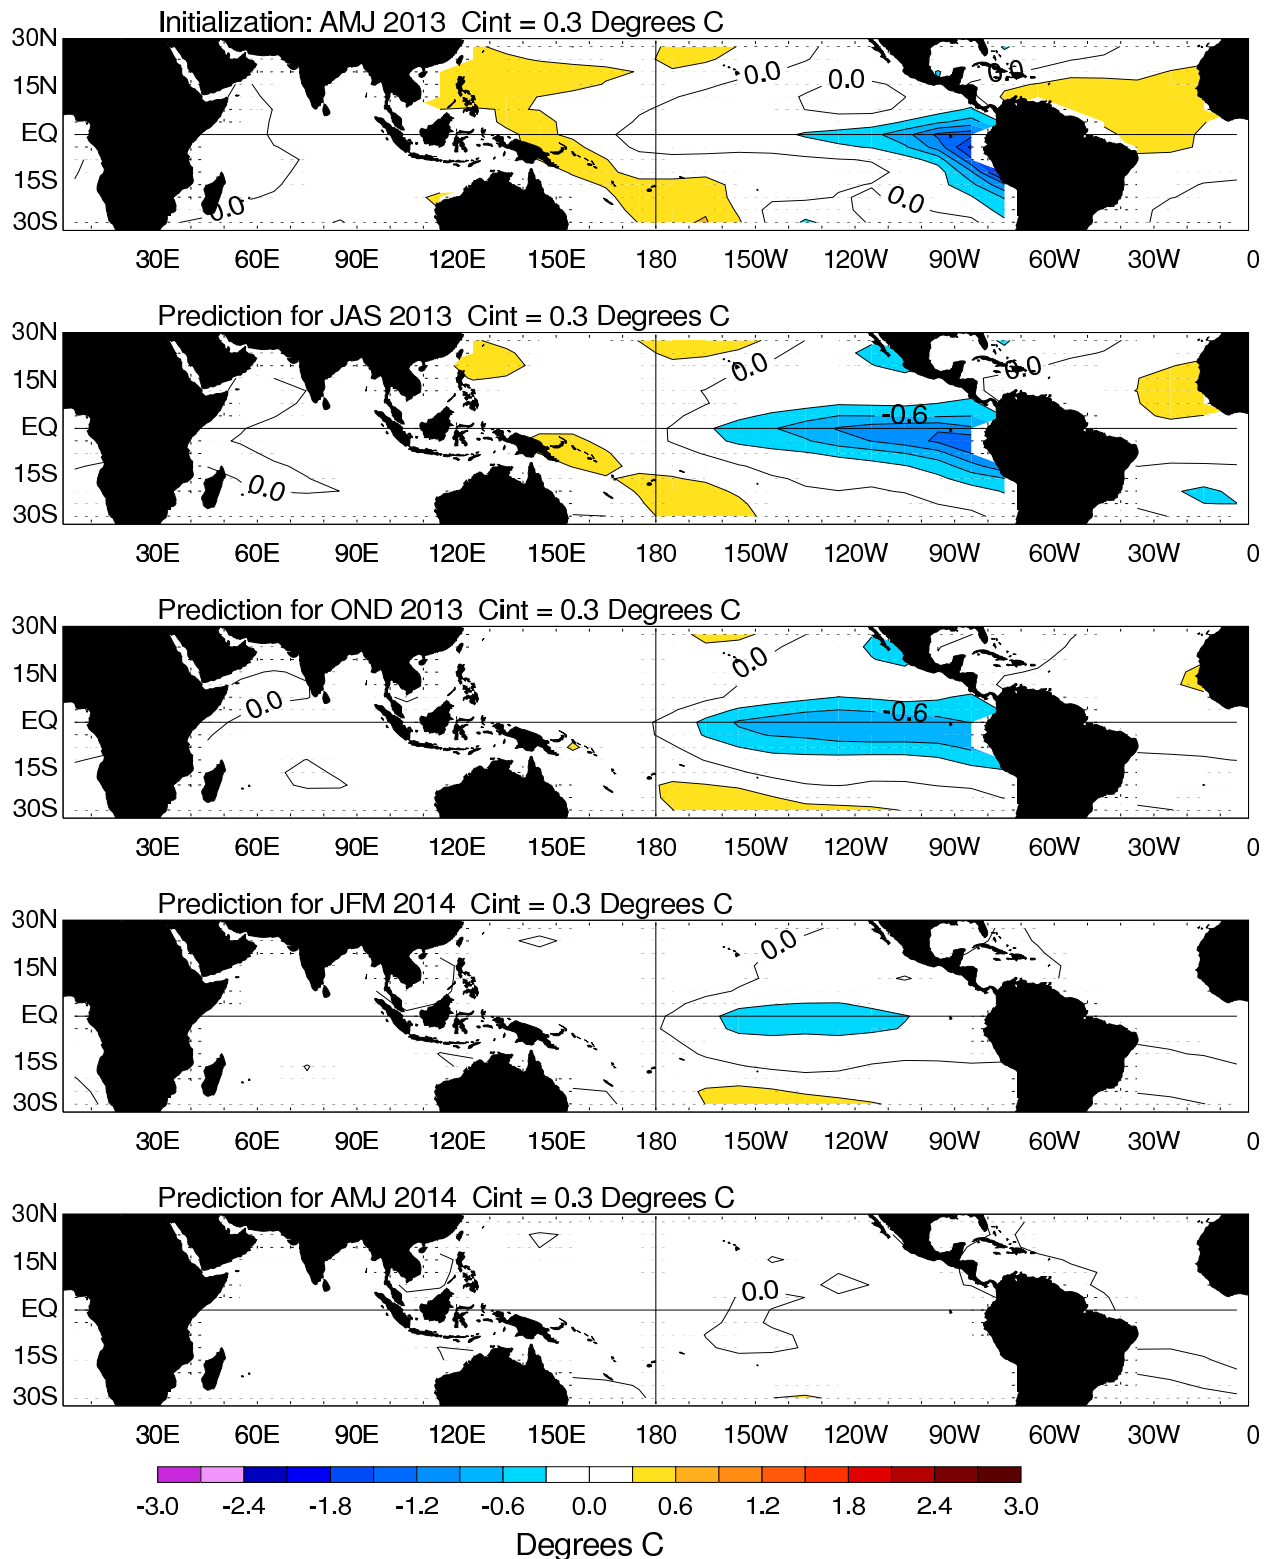 Initialization: AMJ 2013  Cint = 0.3 Degrees C
30N
0.0
0.0
0.0
15N
EQ
15S
0.0
0.0
30S
30E 60E 90E 120E 150E 180 150W 120W 90W 60W 30W 0
Prediction for JAS 2013  Cint = 0.3 Degrees C
30N
0.0
0.0
15N
-0.6
EQ
15S
0.0
30S
30E 60E 90E 120E 150E 180 150W 120W 90W 60W 30W 0
Prediction for OND 2013  Cint = 0.3 Degrees C
30N
0.0
15N
0.0
-0.6
EQ
15S
30S
30E 60E 90E 120E 150E 180 150W 120W 90W 60W 30W 0
Prediction for JFM 2014  Cint = 0.3 Degrees C
30N
0.0
15N
EQ
15S
30S
30E 60E 90E 120E 150E 180 150W 120W 90W 60W 30W 0
Prediction for AMJ 2014  Cint = 0.3 Degrees C
30N
15N
0.0
EQ
15S
30S
30E 60E 90E 120E 150E 180 150W 120W 90W 60W 30W 0
-3.0 -2.4 -1.8 -1.2 -0.6 0.0 0.6 1.2 1.8 2.4 3.0
Degrees C